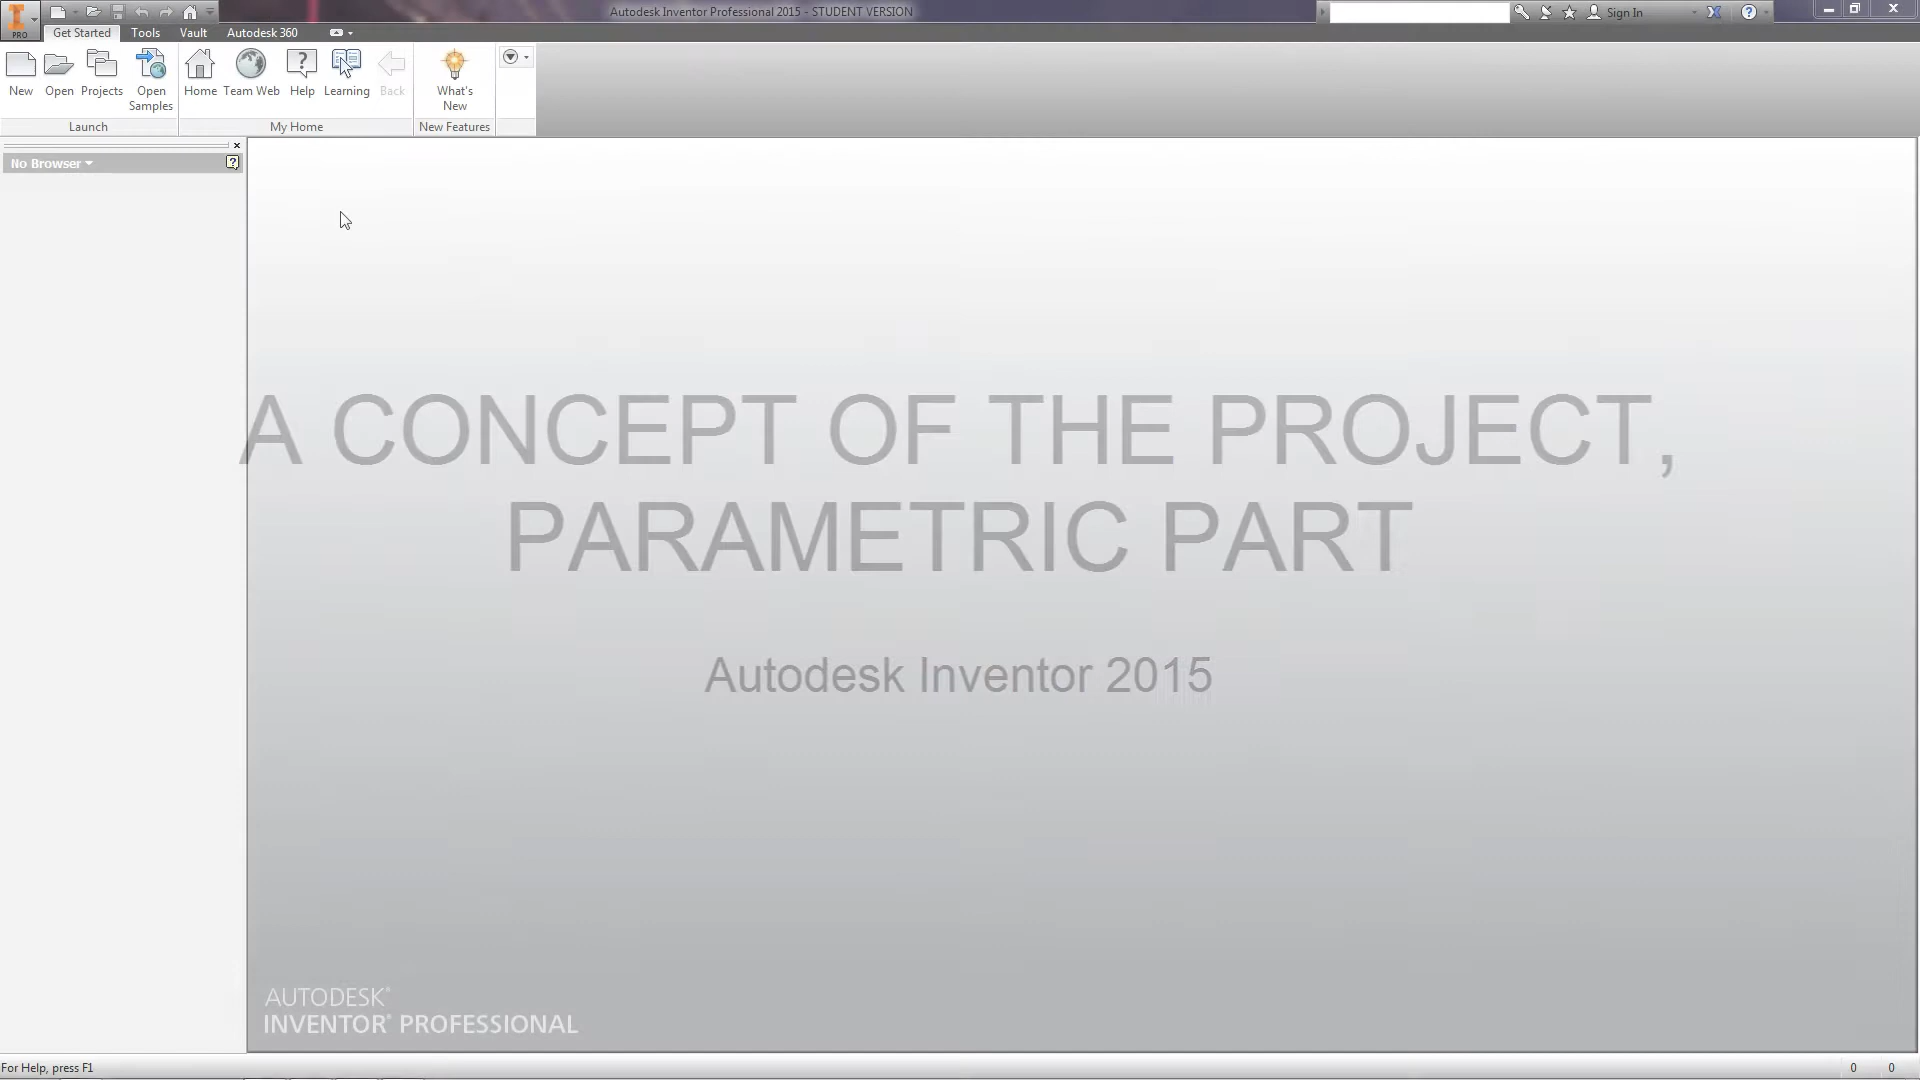 Autodesk Inventor Professional 2015 - STUDENT VERSION
Sign In
PRO
Get Started Tools Vault Autodesk 360
New Open Projects Open Samples Home Team Web Help Learning Back What's New
Launch My Home New Features
No Browser
A CONCEPT OF THE PROJECT,
PARAMETRIC PART
Autodesk Inventor 2015
AUTODESK®
INVENTOR® PROFESSIONAL
For Help, press F1
0 0